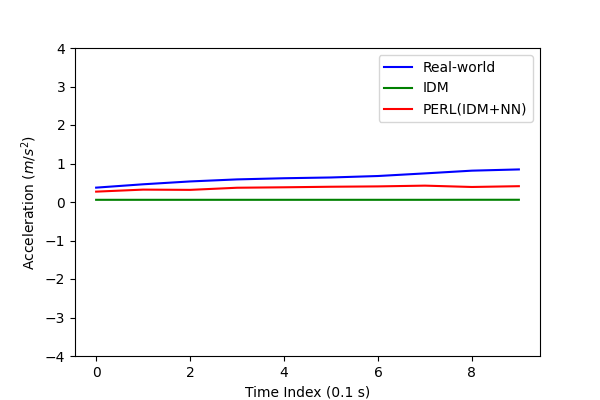 Real-world
IDM
PERL(IDM+NN)
Acceleration (m/s²)
4
3
2
1
0
−1
−2
−3
−4
0
2
4
6
8
Time Index (0.1 s)